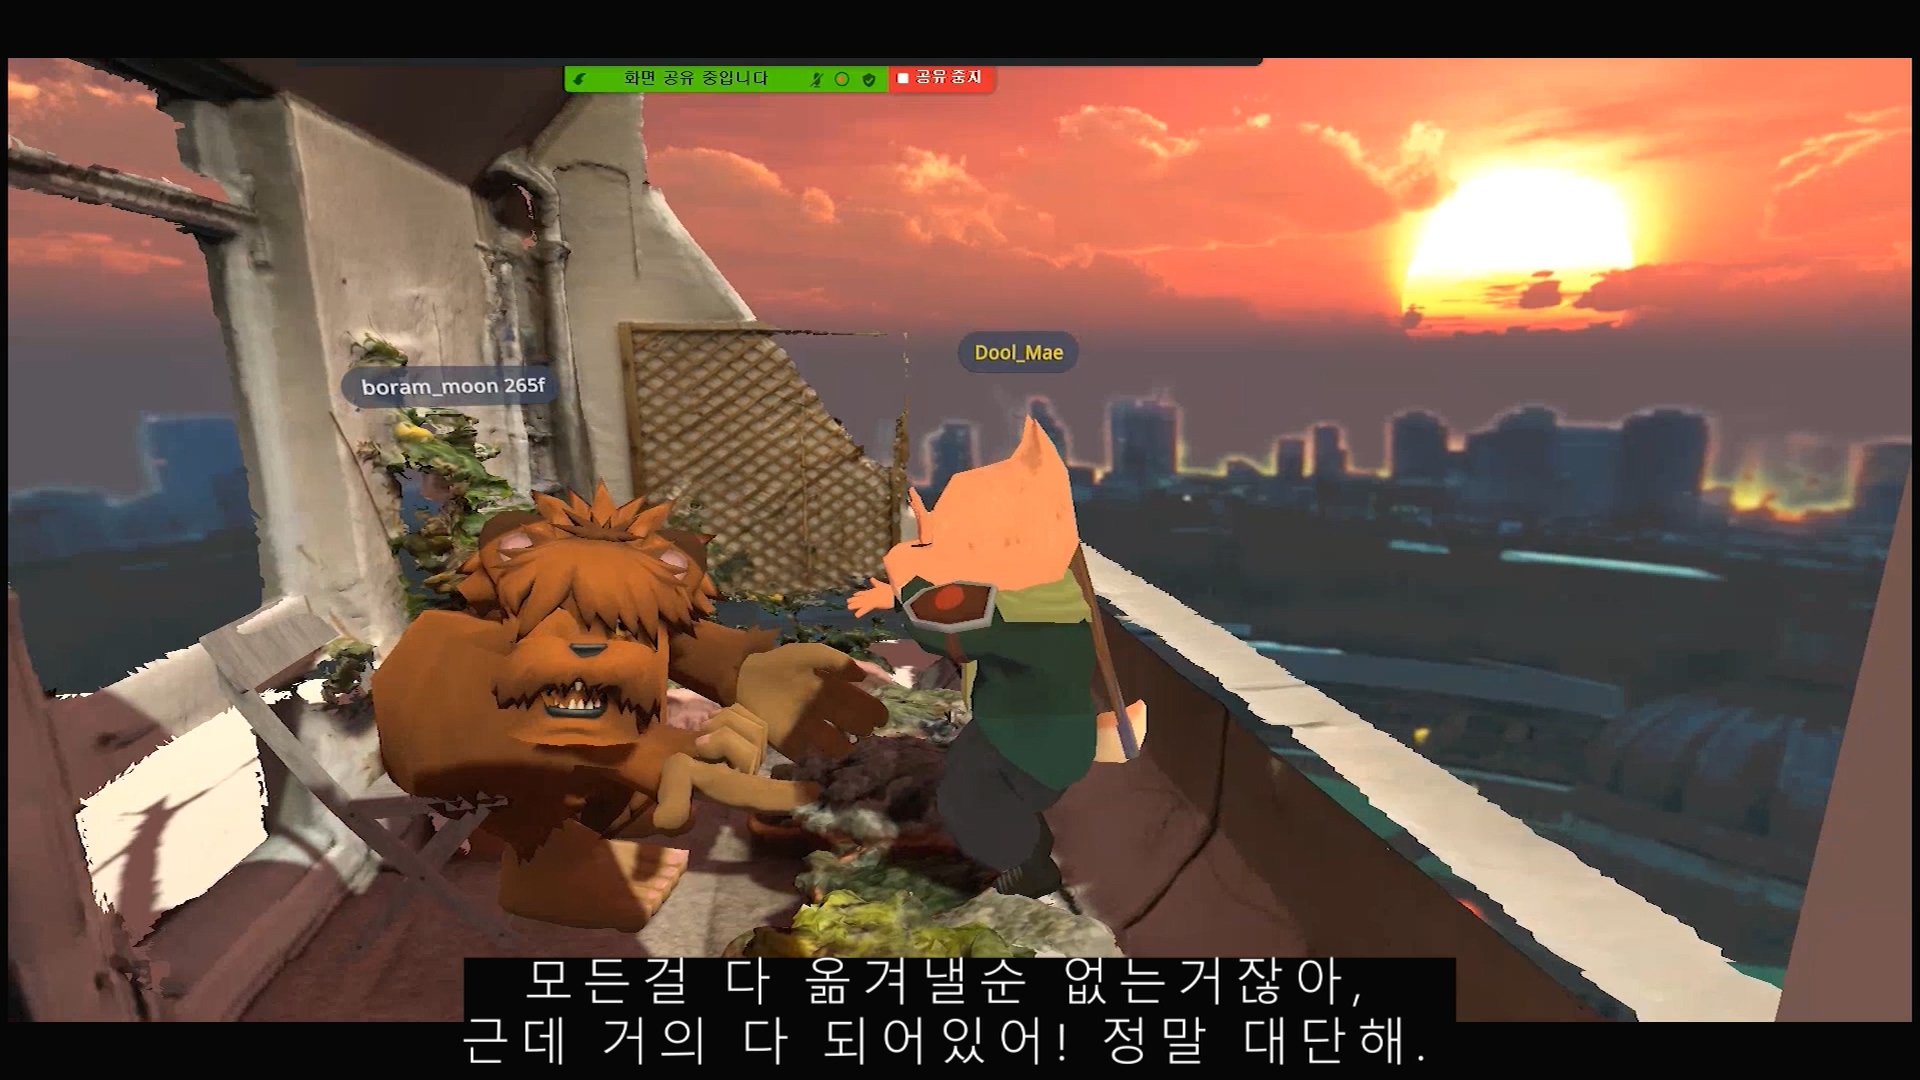 화면 공유 중입니다
공유 중지
Dool_Mae
boram_moon 265f
모든걸 다 옮겨낼순 없는거잖아,
근데 거의 다 되어있어! 정말 대단해.